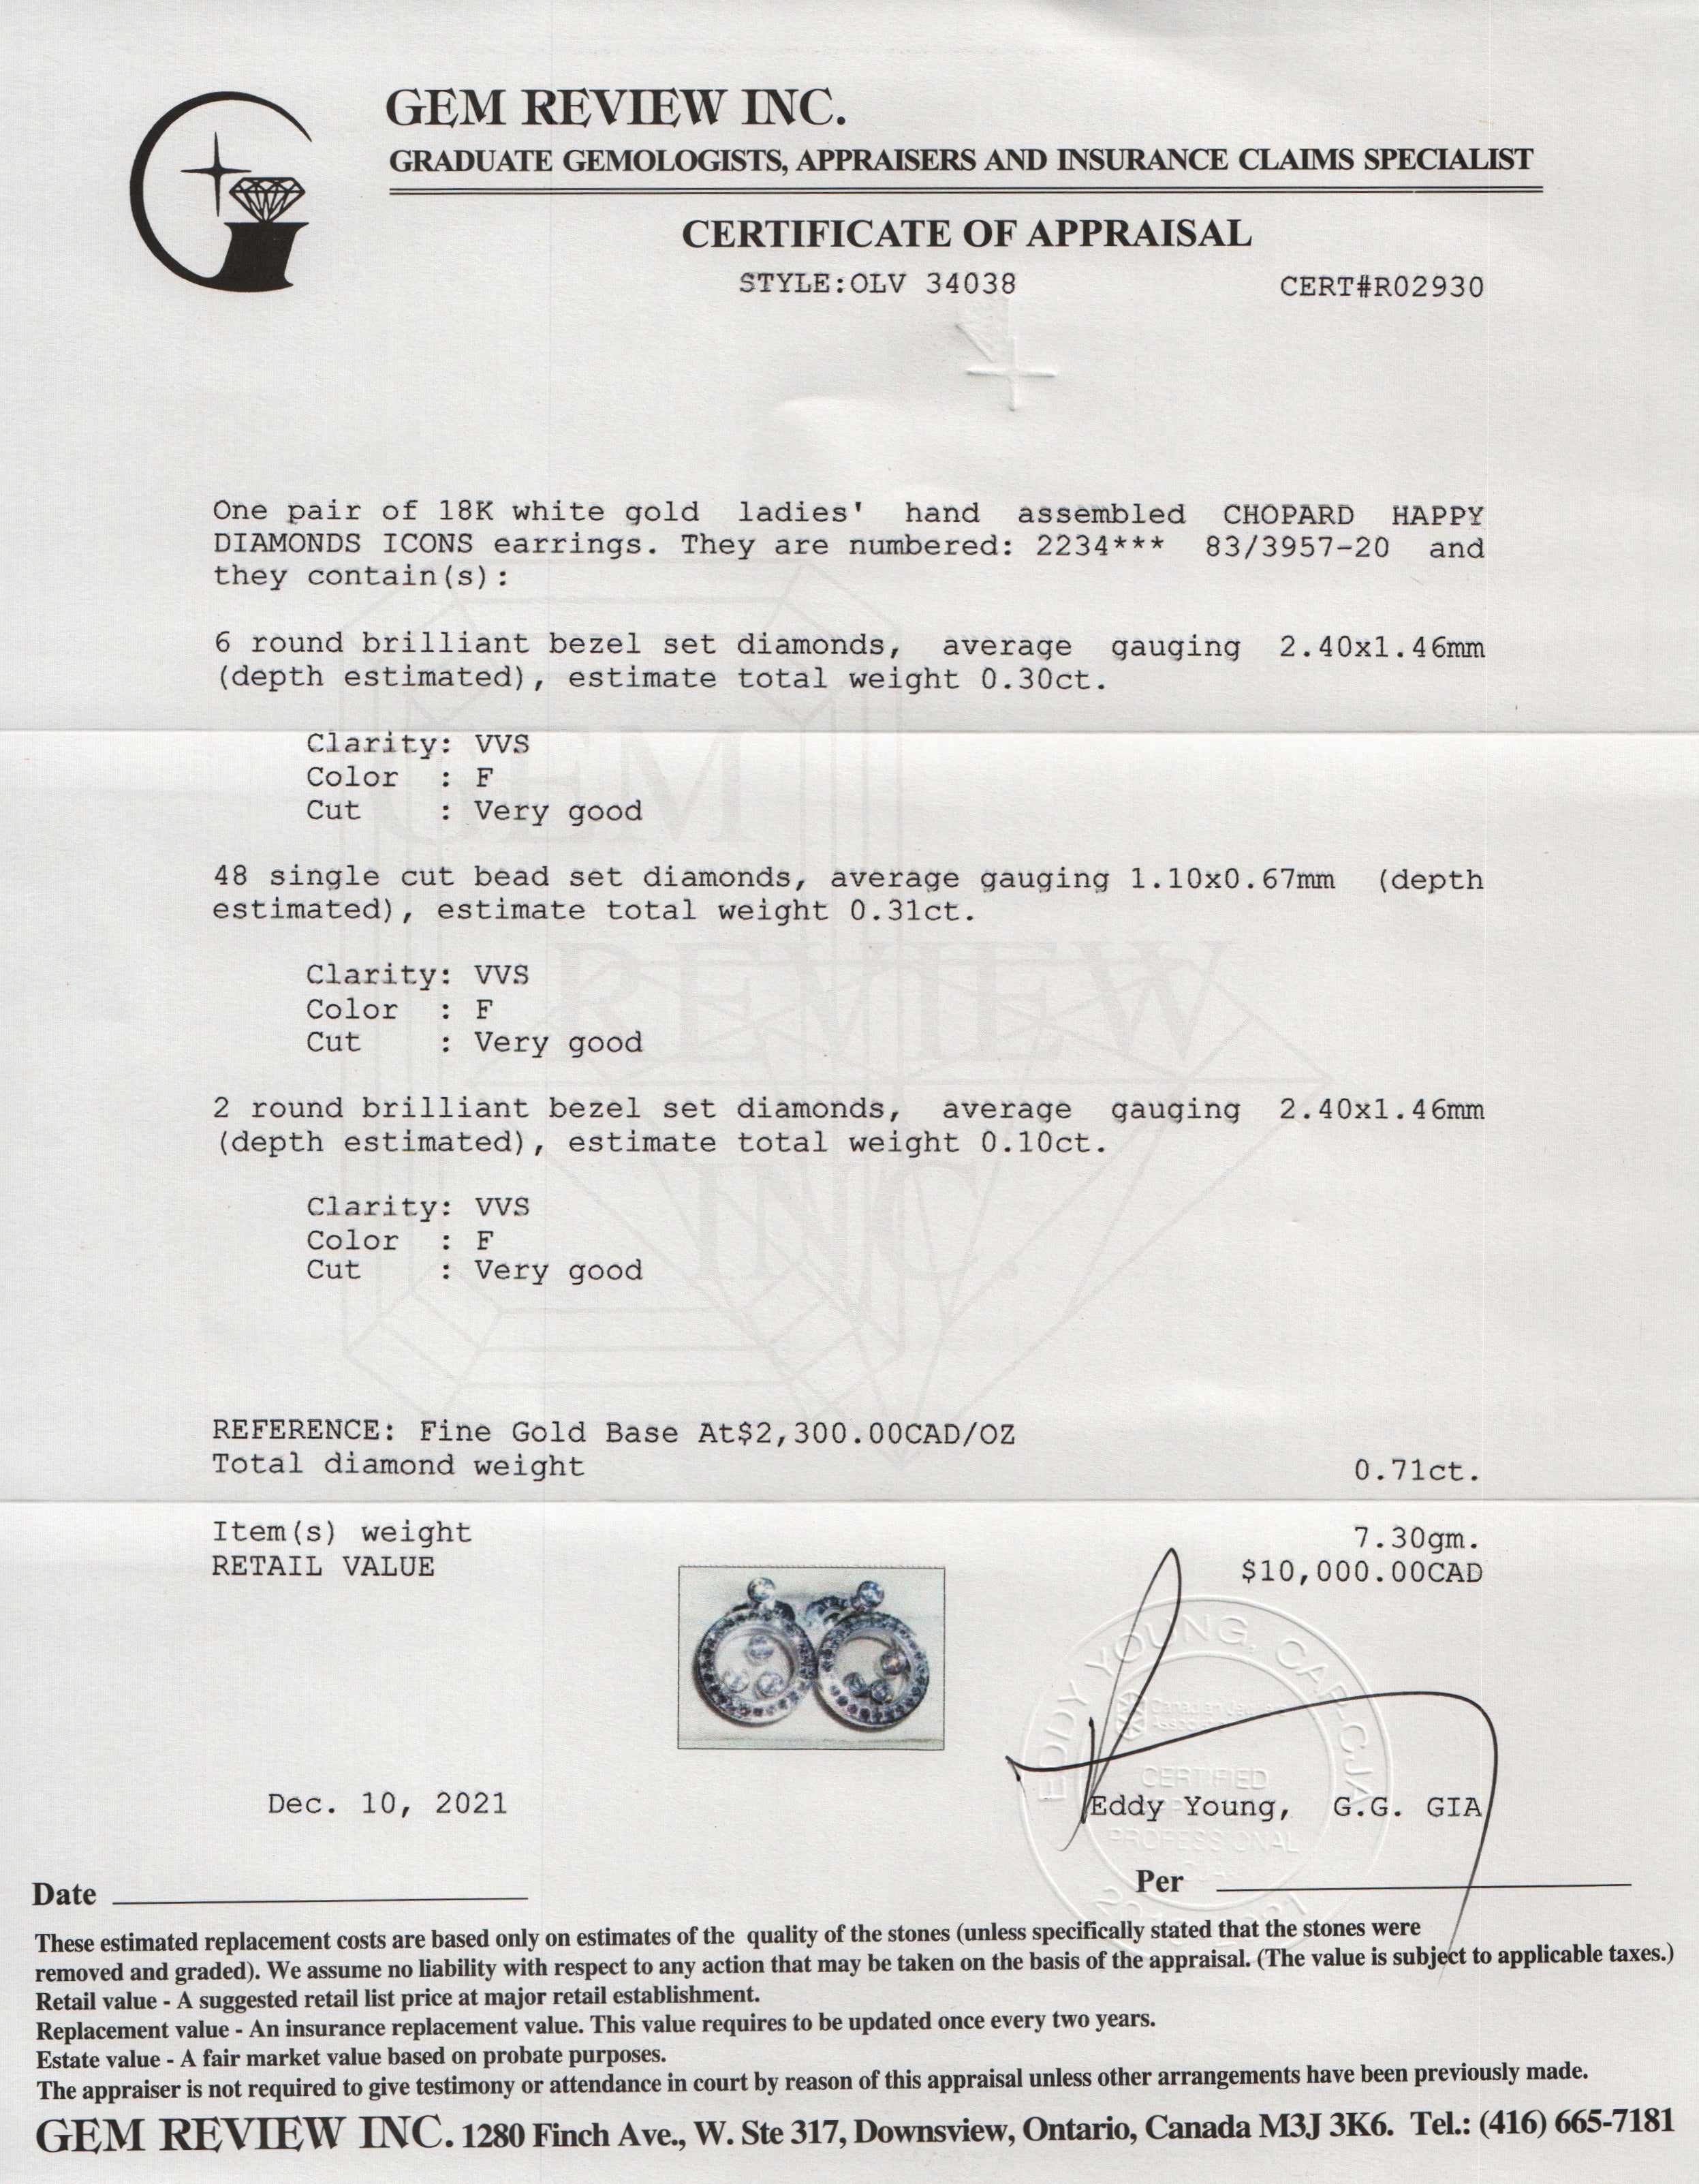 GEM REVIEW INC.
GRADUATE GEMOLOGISTS, APPRAISERS AND INSURANCE CLAIMS SPECIALIST
CERTIFICATE OF APPRAISAL
STYLE:OLV 34038 CERT#R02930
One pair of 18K white gold ladies' hand assembled CHOPARD HAPPY
DIAMONDS ICONS earrings. They are numbered: 2234*** 83/3957-20 and
they contain(s):
6 round brilliant bezel set diamonds, average gauging 2.40x1.46mm
(depth estimated), estimate total weight 0.30ct.
Clarity: VVS
Color : F
Cut : Very good
48 single cut bead set diamonds, average gauging 1.10x0.67mm (depth
estimated), estimate total weight 0.31ct.
Clarity: VVS
Color : F
Cut : Very good
2 round brilliant bezel set diamonds, average gauging 2.40x1.46mm
(depth estimated), estimate total weight 0.10ct.
Clarity: VVS
Color : F
Cut : Very good
GEM
REVIEW
INC.
REFERENCE: Fine Gold Base At$2,300.00CAD/OZ
Total diamond weight 0.71ct.
Item(s) weight 7.30gm.
RETAIL VALUE $10,000.00CAD
EDDY YOUNG, CAP-CJA
CERTIFIED
PROFESSIONAL
Dec. 10, 2021 Eddy Young, G.G. GIA
Date Per
These estimated replacement costs are based only on estimates of the quality of the stones (unless specifically stated that the stones were
removed and graded). We assume no liability with respect to any action that may be taken on the basis of the appraisal. (The value is subject to applicable taxes.)
Retail value - A suggested retail list price at major retail establishment.
Replacement value - An insurance replacement value. This value requires to be updated once every two years.
Estate value - A fair market value based on probate purposes.
The appraiser is not required to give testimony or attendance in court by reason of this appraisal unless other arrangements have been previously made.
GEM REVIEW INC. 1280 Finch Ave., W. Ste 317, Downsview, Ontario, Canada M3J 3K6. Tel.: (416) 665-7181